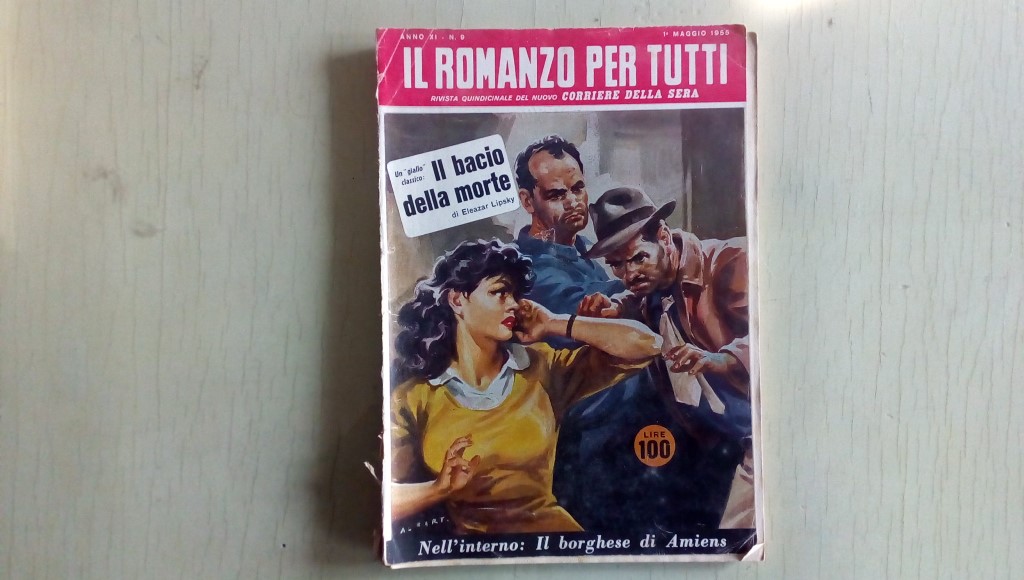 ANNO XI - N. 9
1° MAGGIO 1955
IL ROMANZO PER TUTTI
RIVISTA QUINDICINALE DEL NUOVO CORRIERE DELLA SERA
Un "giallo"
classico:
Il bacio
della morte
di Eleazar Lipsky
LIRE
100
Nell'interno: Il borghese di Amiens